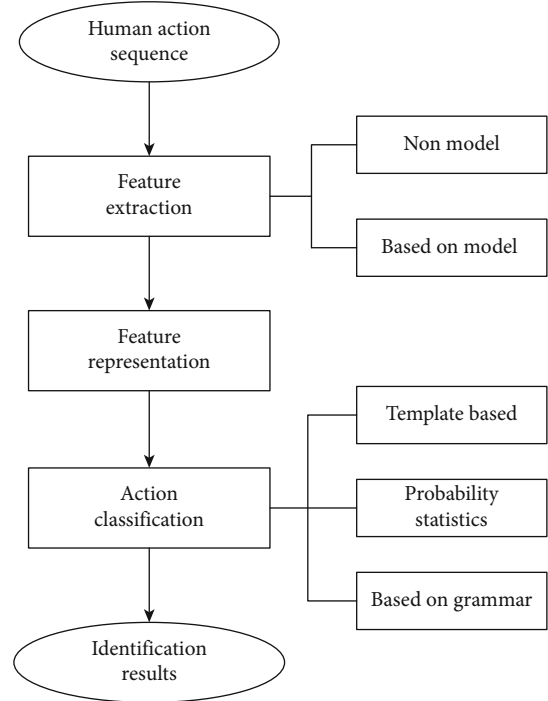 Human action
sequence
Feature
extraction
Non model
Based on model
Feature
representation
Action
classification
Template based
Probability
statistics
Based on grammar
Identification
results